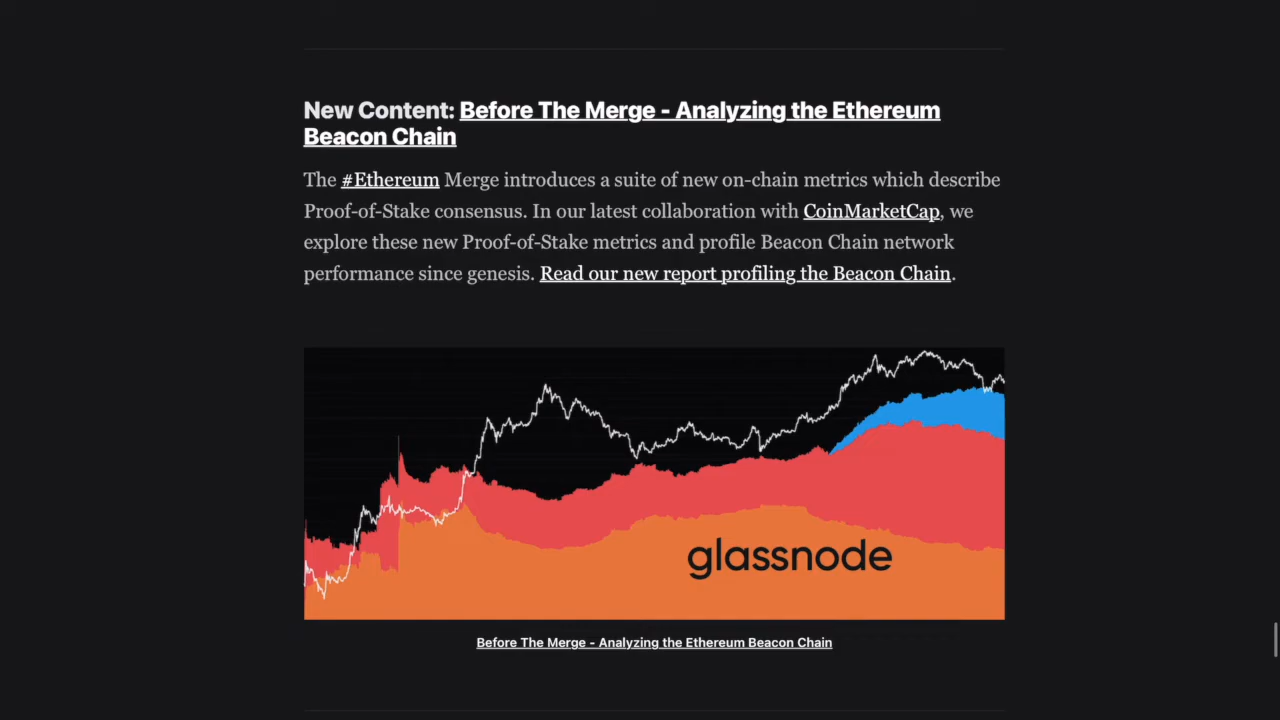 New Content: Before The Merge - Analyzing the Ethereum
Beacon Chain
The #Ethereum Merge introduces a suite of new on-chain metrics which describe
Proof-of-Stake consensus. In our latest collaboration with CoinMarketCap, we
explore these new Proof-of-Stake metrics and profile Beacon Chain network
performance since genesis. Read our new report profiling the Beacon Chain.
glassnode
Before The Merge - Analyzing the Ethereum Beacon Chain